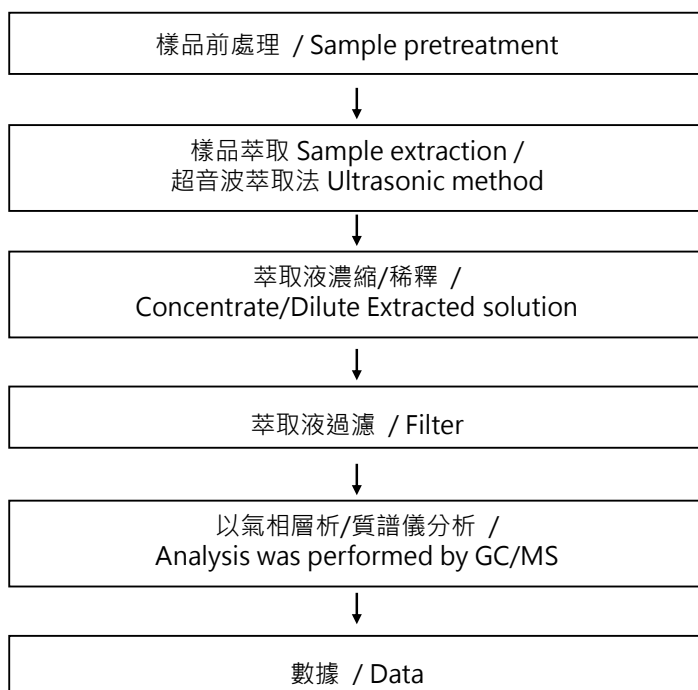 樣品前處理 / Sample pretreatment
樣品萃取 Sample extraction /
超音波萃取法 Ultrasonic method
萃取液濃縮/稀釋 /
Concentrate/Dilute Extracted solution
萃取液過濾 / Filter
以氣相層析/質譜儀分析 /
Analysis was performed by GC/MS
數據 / Data